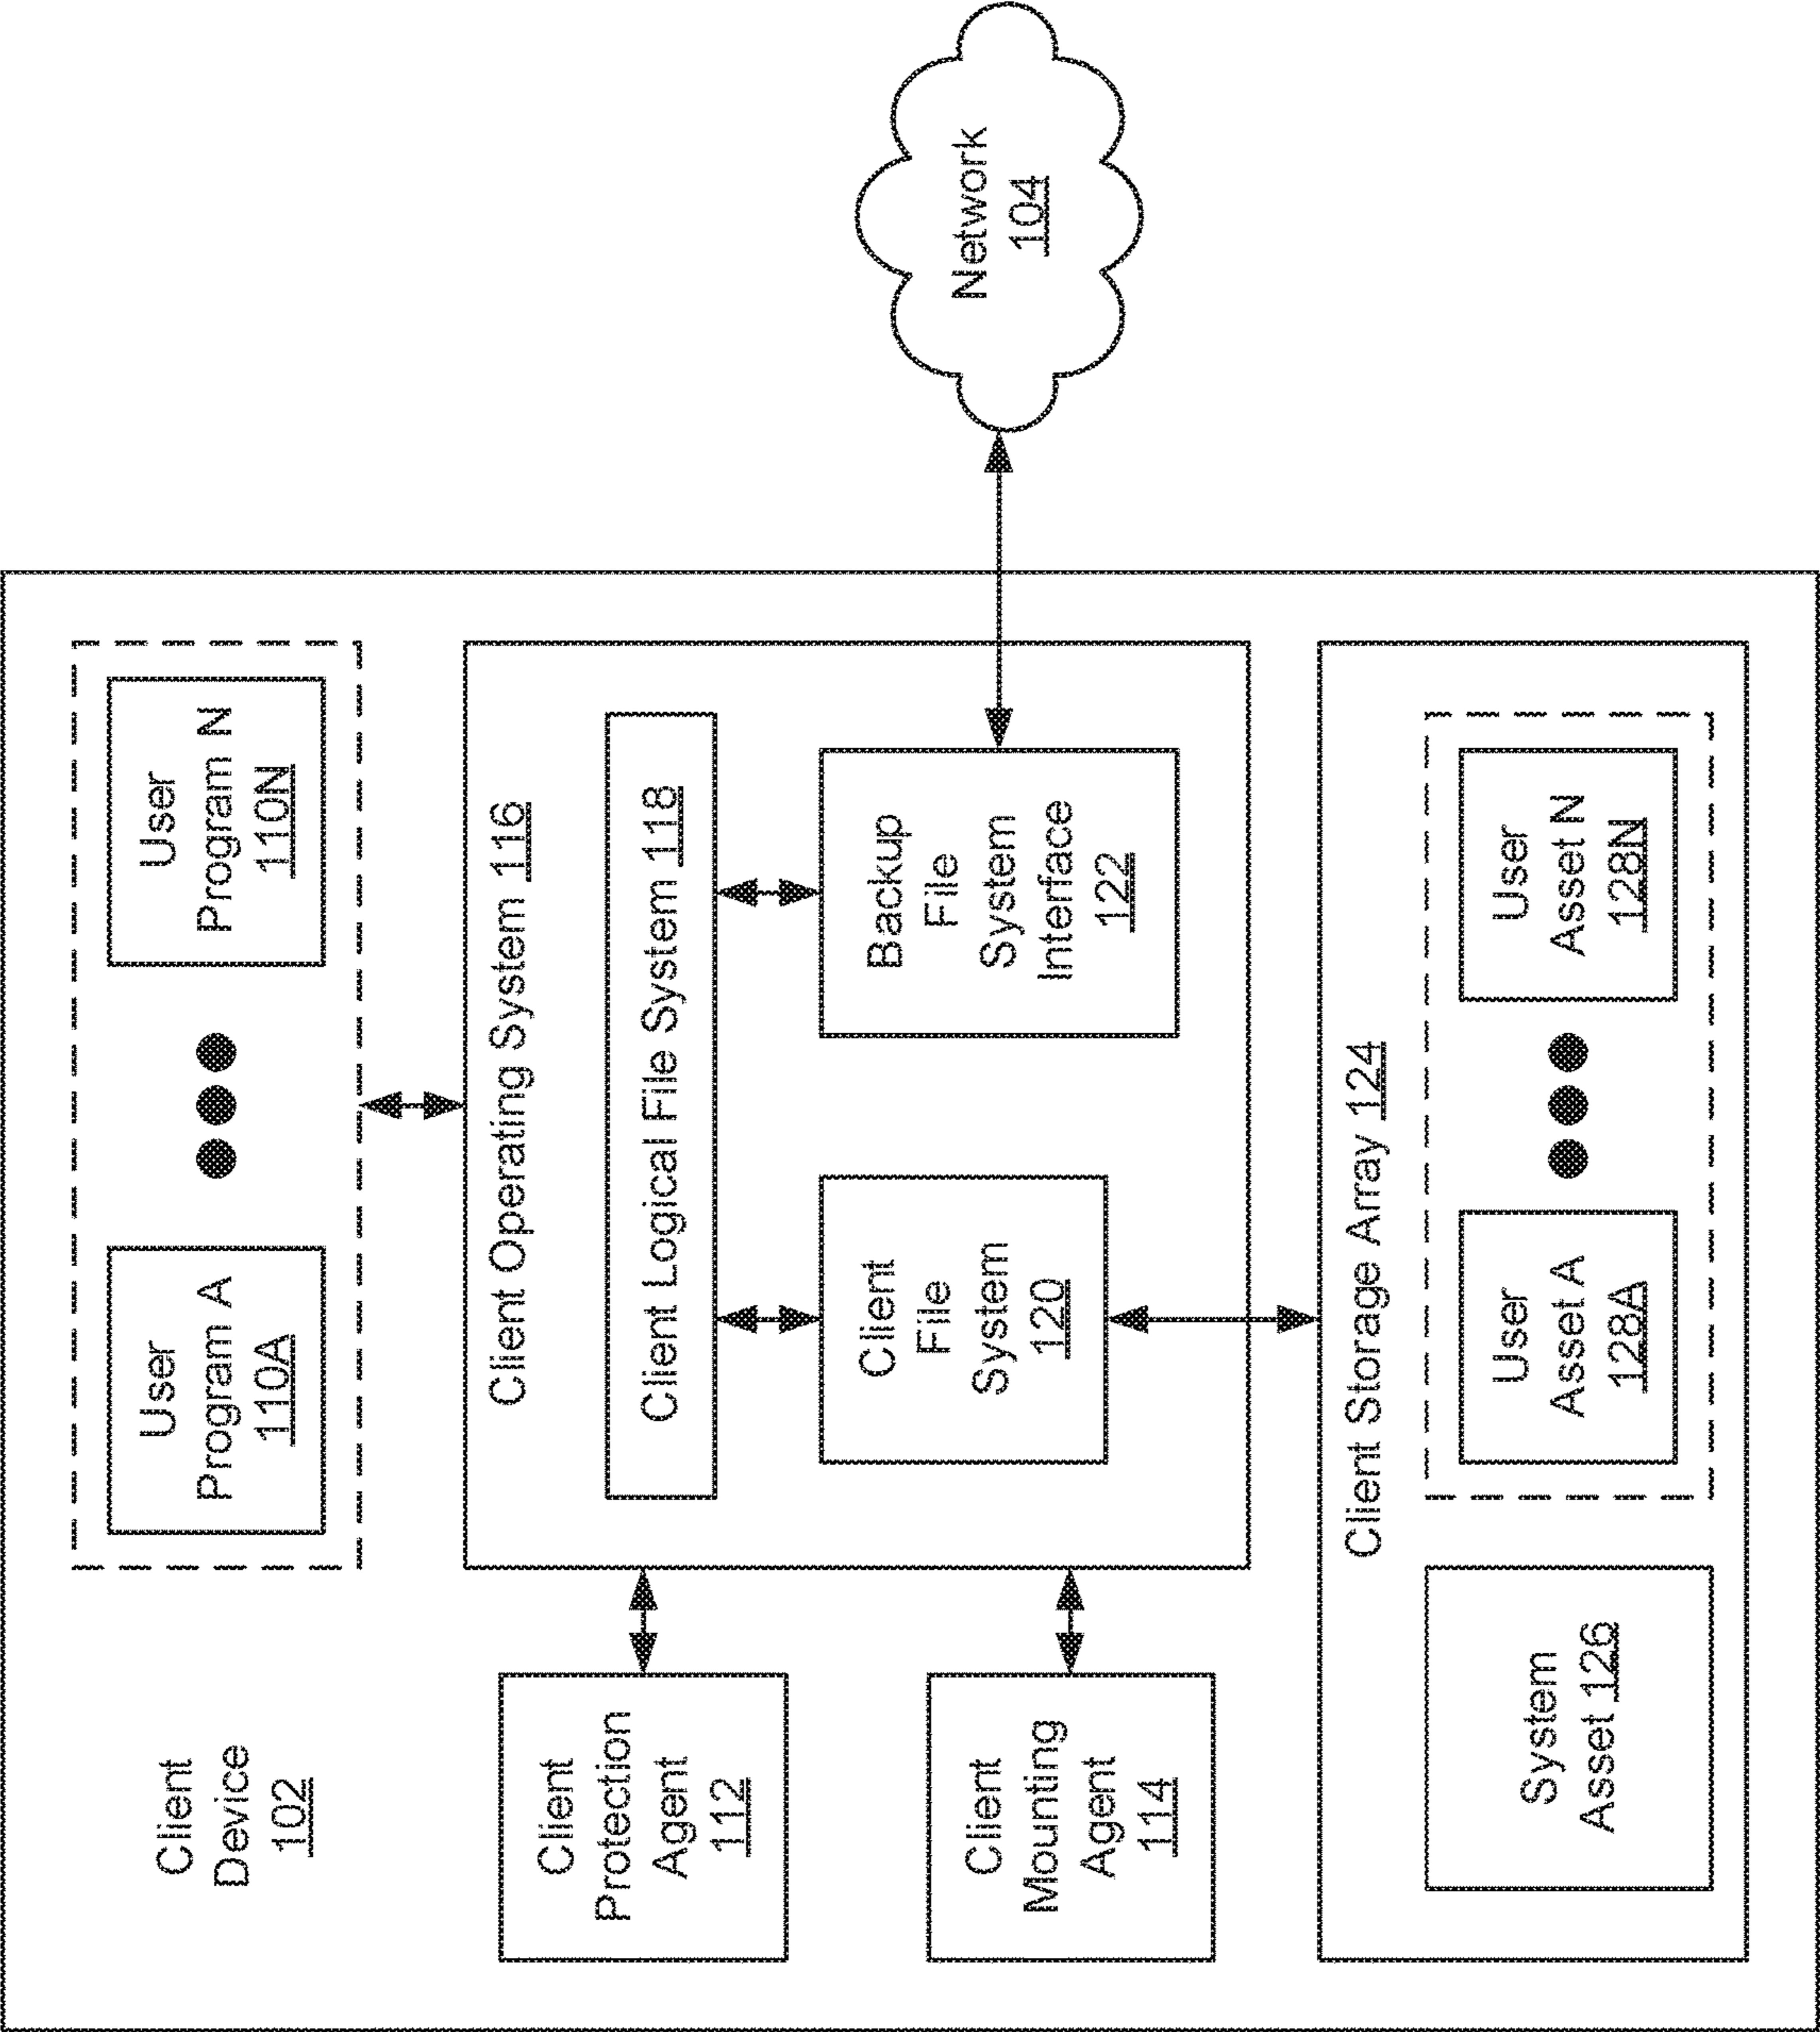 Client
Device
102
User
Program A
110A
User
Program N
110N
Client
Protection
Agent
112
Client
Mounting
Agent
114
Client Operating System 116
Client Logical File System 118
Client
File
System
120
Backup
File
System
Interface
122
Network
104
Client Storage Array 124
System
Asset 126
User
Asset A
128A
User
Asset N
128N